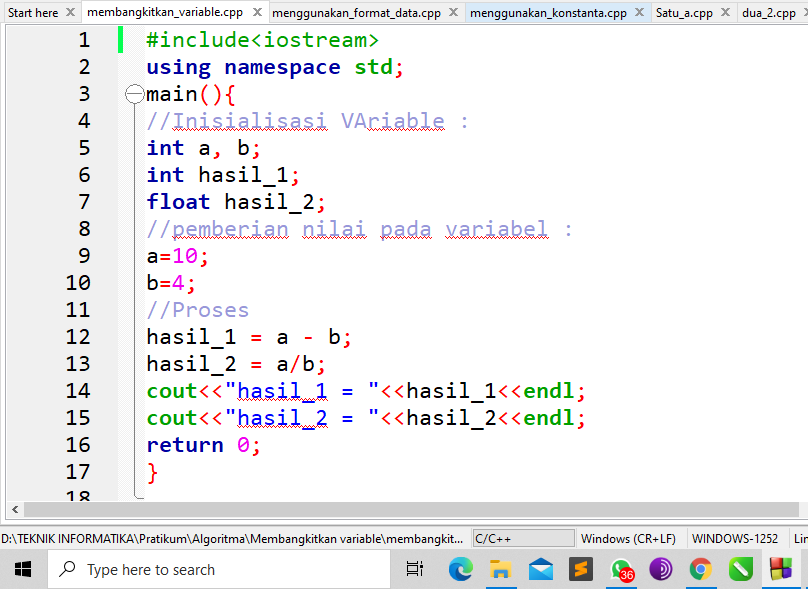 Start here membangkitkan_variable.cpp menggunakan_format_data.cpp menggunakan_konstanta.cpp Satu_a.cpp dua_2.cpp
1 #include<iostream>
2 using namespace std;
3 main(){
4 //Inisialisasi VAriable :
5 int a, b;
6 int hasil_1;
7 float hasil_2;
8 //pemberian nilai pada variabel :
9 a=10;
10 b=4;
11 //Proses
12 hasil_1 = a - b;
13 hasil_2 = a/b;
14 cout<<"hasil_1 = "<<hasil_1<<endl;
15 cout<<"hasil_2 = "<<hasil_2<<endl;
16 return 0;
17 }
18
D:\TEKNIK INFORMATIKA\Pratikum\Algoritma\Membangkitkan variable\membangkit... C/C++ Windows (CR+LF) WINDOWS-1252 Lin
Type here to search 36